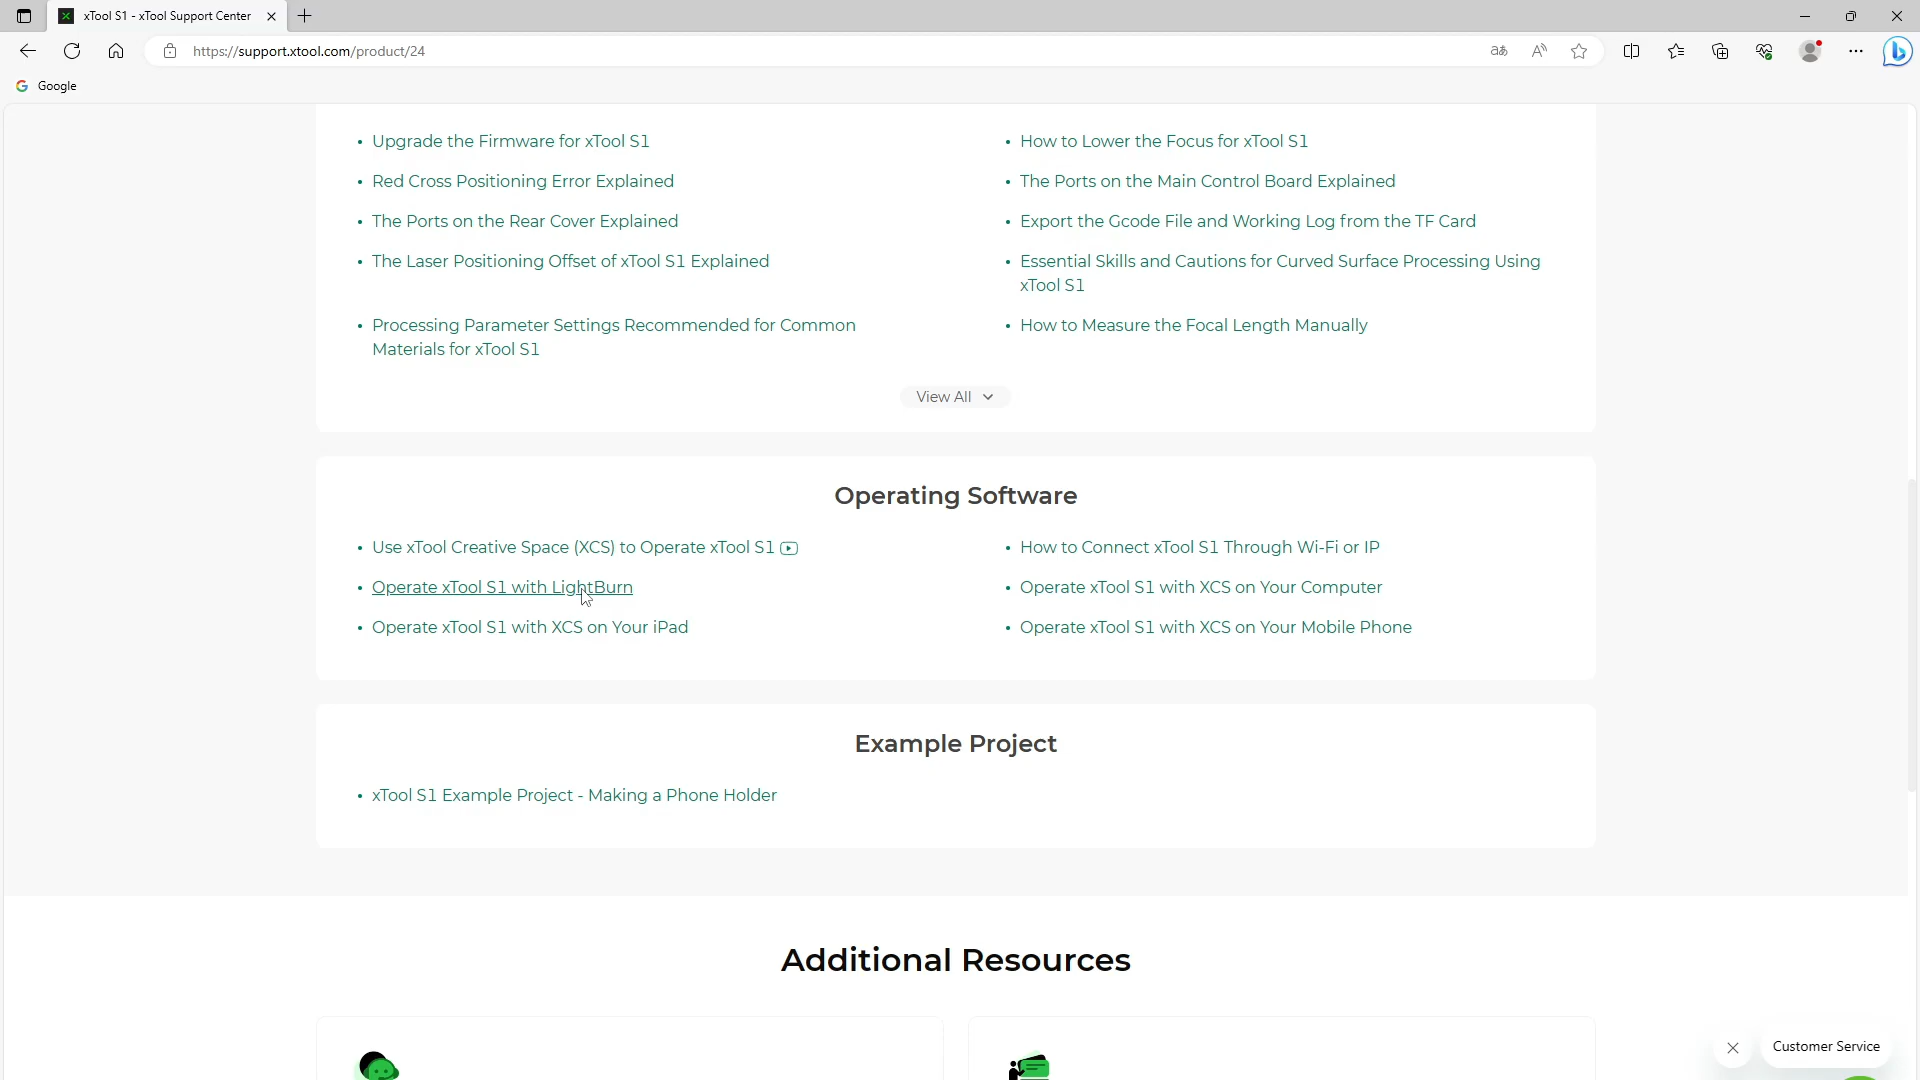 xTool S1 - xTool Support Center
https://support.xtool.com/product/24
Google
Upgrade the Firmware for xTool S1
How to Lower the Focus for xTool S1
Red Cross Positioning Error Explained
The Ports on the Main Control Board Explained
The Ports on the Rear Cover Explained
Export the Gcode File and Working Log from the TF Card
The Laser Positioning Offset of xTool S1 Explained
Essential Skills and Cautions for Curved Surface Processing Using
xTool S1
Processing Parameter Settings Recommended for Common
Materials for xTool S1
How to Measure the Focal Length Manually
View All
Operating Software
Use xTool Creative Space (XCS) to Operate xTool S1
How to Connect xTool S1 Through Wi-Fi or IP
Operate xTool S1 with LightBurn
Operate xTool S1 with XCS on Your Computer
Operate xTool S1 with XCS on Your iPad
Operate xTool S1 with XCS on Your Mobile Phone
Example Project
xTool S1 Example Project - Making a Phone Holder
Additional Resources
Customer Service